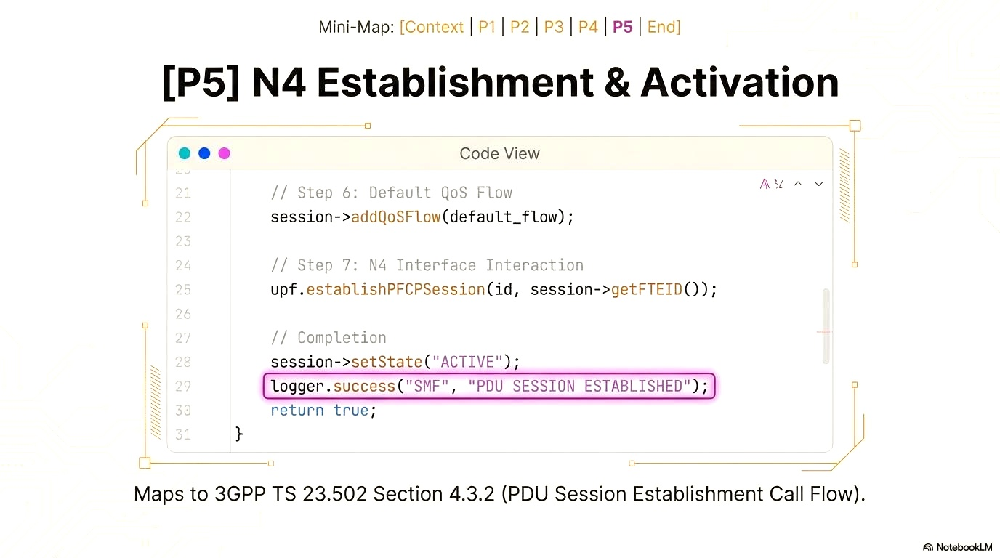 Mini-Map: [Context | P1 | P2 | P3 | P4 | P5 | End]
[P5] N4 Establishment & Activation
Code View
21 // Step 6: Default QoS Flow
22 session->addQoSFlow(default_flow);
23
24 // Step 7: N4 Interface Interaction
25 upf.establishPFCPSession(id, session->getFTEID());
26
27 // Completion
28 session->setState("ACTIVE");
29 logger.success("SMF", "PDU SESSION ESTABLISHED");
30 return true;
31 }
Maps to 3GPP TS 23.502 Section 4.3.2 (PDU Session Establishment Call Flow).
NotebookLM